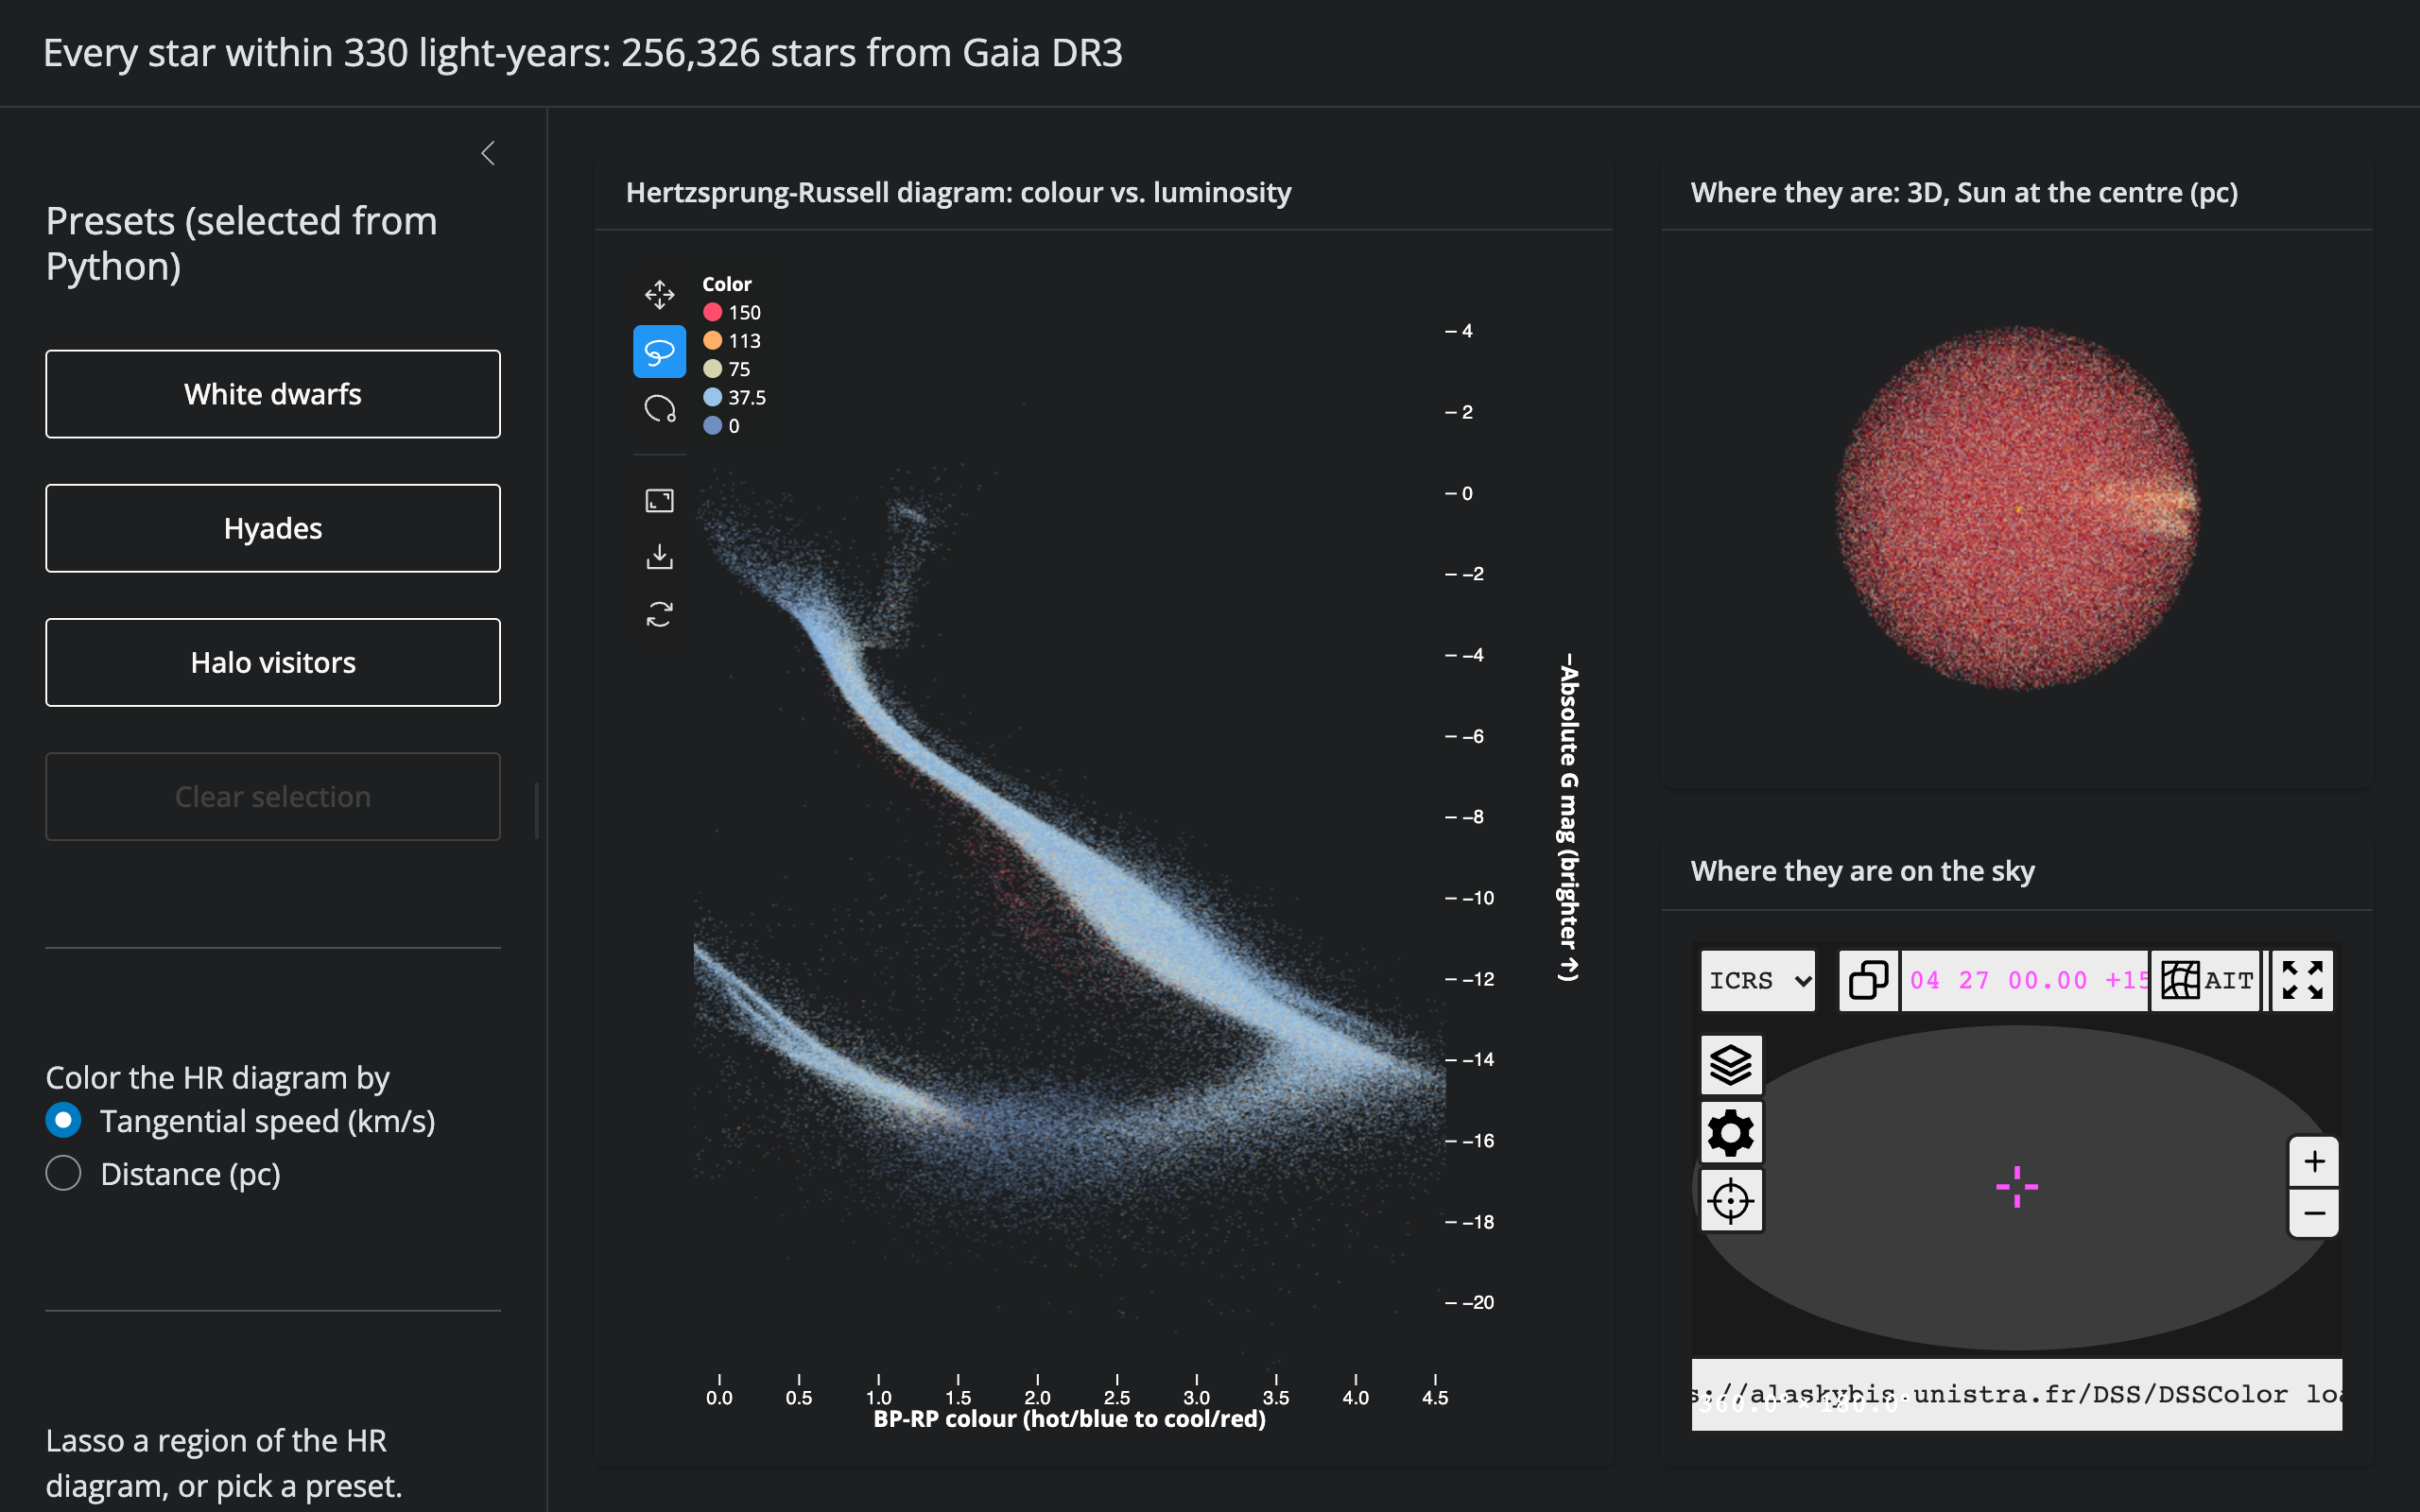 Every star within 330 light-years: 256,326 stars from Gaia DR3
Presets (selected from
Python)
White dwarfs
Hyades
Halo visitors
Clear selection
Color the HR diagram by
Tangential speed (km/s)
Distance (pc)
Lasso a region of the HR
diagram, or pick a preset.
Hertzsprung-Russell diagram: colour vs. luminosity
Color
150
113
75
37.5
0
4
2
0
−2
−4
−6
−8
−10
−12
−14
−16
−18
−20
−Absolute G mag (brighter ↑)
0.0 0.5 1.0 1.5 2.0 2.5 3.0 3.5 4.0 4.5
BP-RP colour (hot/blue to cool/red)
Where they are: 3D, Sun at the centre (pc)
Where they are on the sky
ICRS 04 27 00.00 +15 AIT
+
−
s://alaskybis.unistra.fr/DSS/DSSColor loa